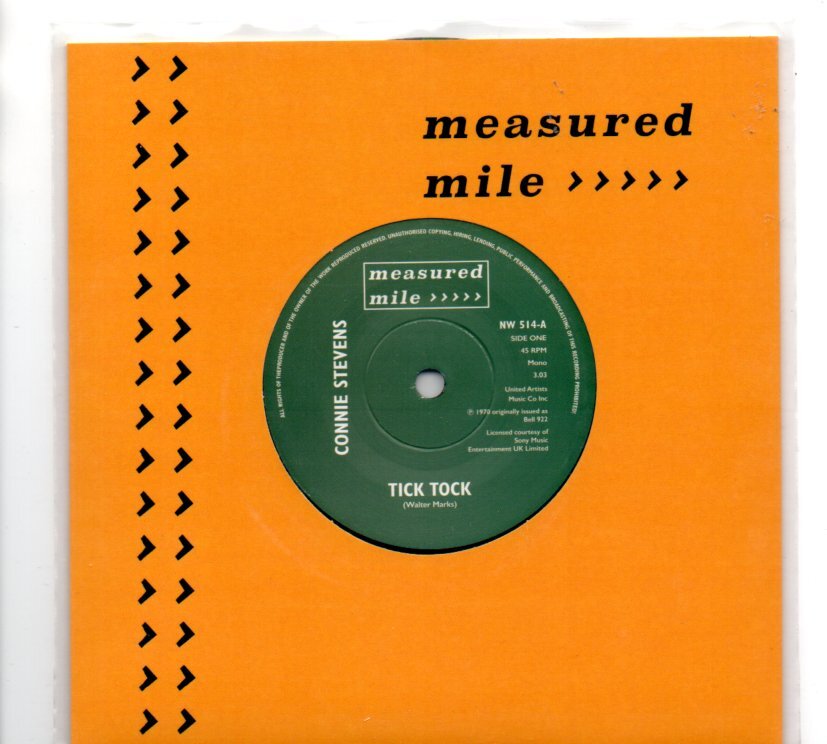 measured
mile >>>>>
ALL RIGHTS OF THEPRODUCER AND OF THE OWNER OF THE WORK REPRODUCED RESERVED. UNAUTHORISED COPYING, HIRING, LENDING, PUBLIC PERFORMANCE AND BROADCASTING OF THIS RECORDING PROHIBITED!
measured
mile >>>>>
CONNIE STEVENS
NW 514-A
SIDE ONE
45 RPM
Mono
3.03
United Artists
Music Co Inc
℗ 1970 originally issued as
Bell 922
Licensed courtesy of
Sony Music
Entertainment UK Limited
TICK TOCK
(Walter Marks)